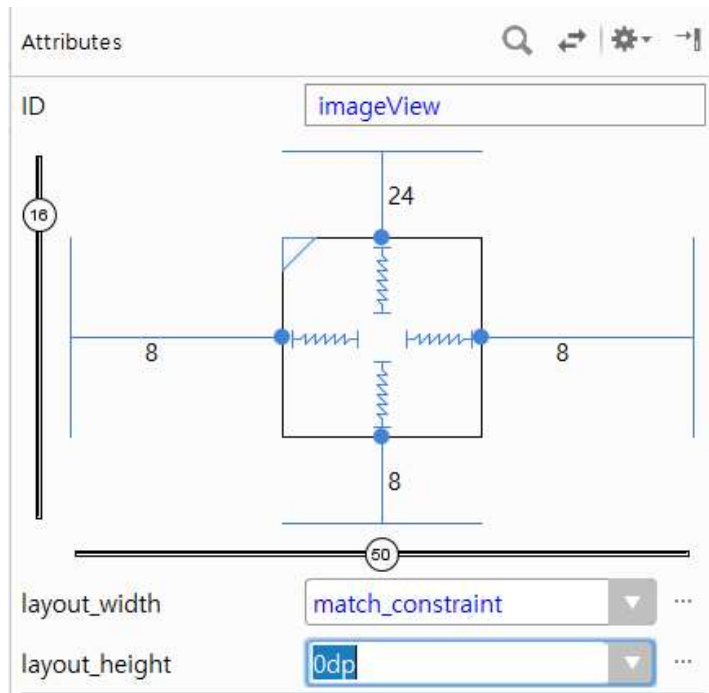 Attributes
ID imageView
24
16
8 8
8
50
layout_width match_constraint ...
layout_height 0dp ...